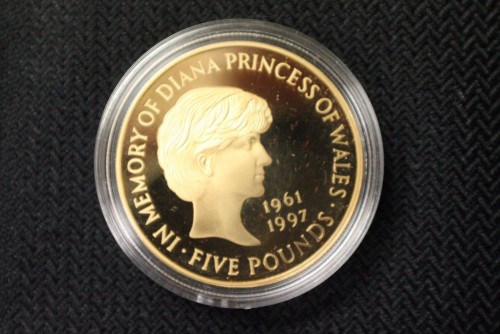 IN MEMORY OF DIANA PRINCESS OF WALES
1961
1997
· FIVE POUNDS ·